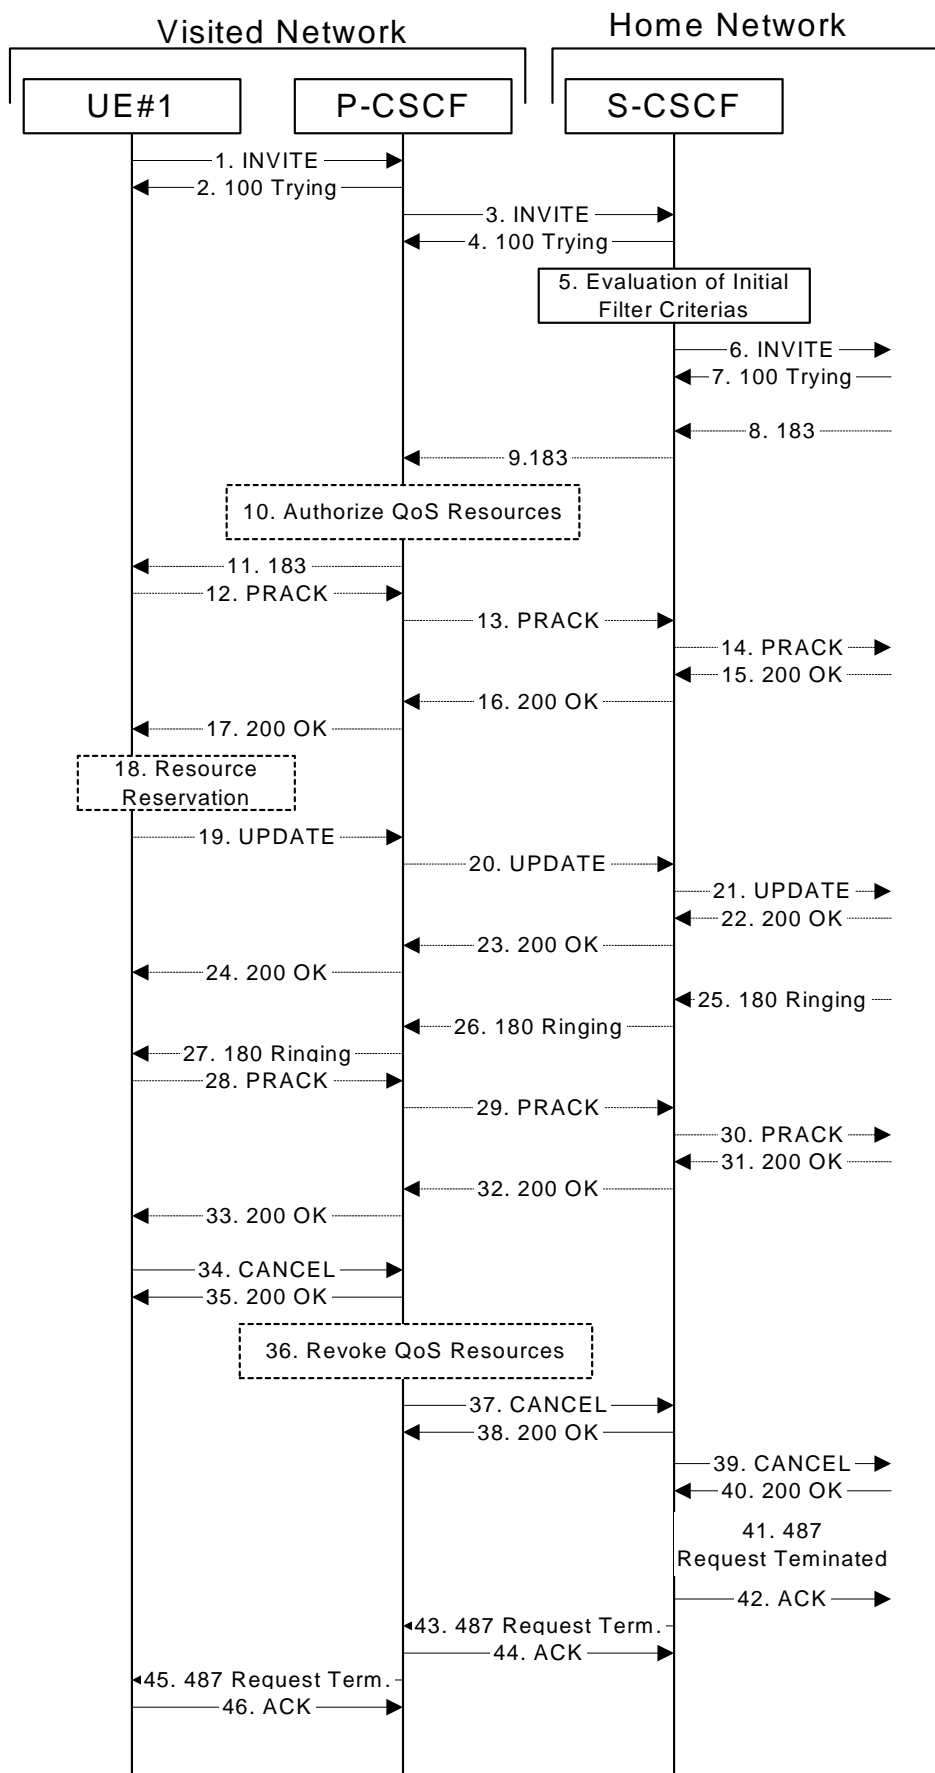 Visited Network
Home Network
UE#1
P-CSCF
S-CSCF
1. INVITE
2. 100 Trying
3. INVITE
4. 100 Trying
5. Evaluation of Initial
Filter Criterias
6. INVITE
7. 100 Trying
8. 183
9.183
10. Authorize QoS Resources
11. 183
12. PRACK
13. PRACK
14. PRACK
15. 200 OK
16. 200 OK
17. 200 OK
18. Resource
Reservation
19. UPDATE
20. UPDATE
21. UPDATE
22. 200 OK
23. 200 OK
24. 200 OK
25. 180 Ringing
26. 180 Ringing
27. 180 Ringing
28. PRACK
29. PRACK
30. PRACK
31. 200 OK
32. 200 OK
33. 200 OK
34. CANCEL
35. 200 OK
36. Revoke QoS Resources
37. CANCEL
38. 200 OK
39. CANCEL
40. 200 OK
41. 487
Request Teminated
42. ACK
43. 487 Request Term.
44. ACK
45. 487 Request Term.
46. ACK